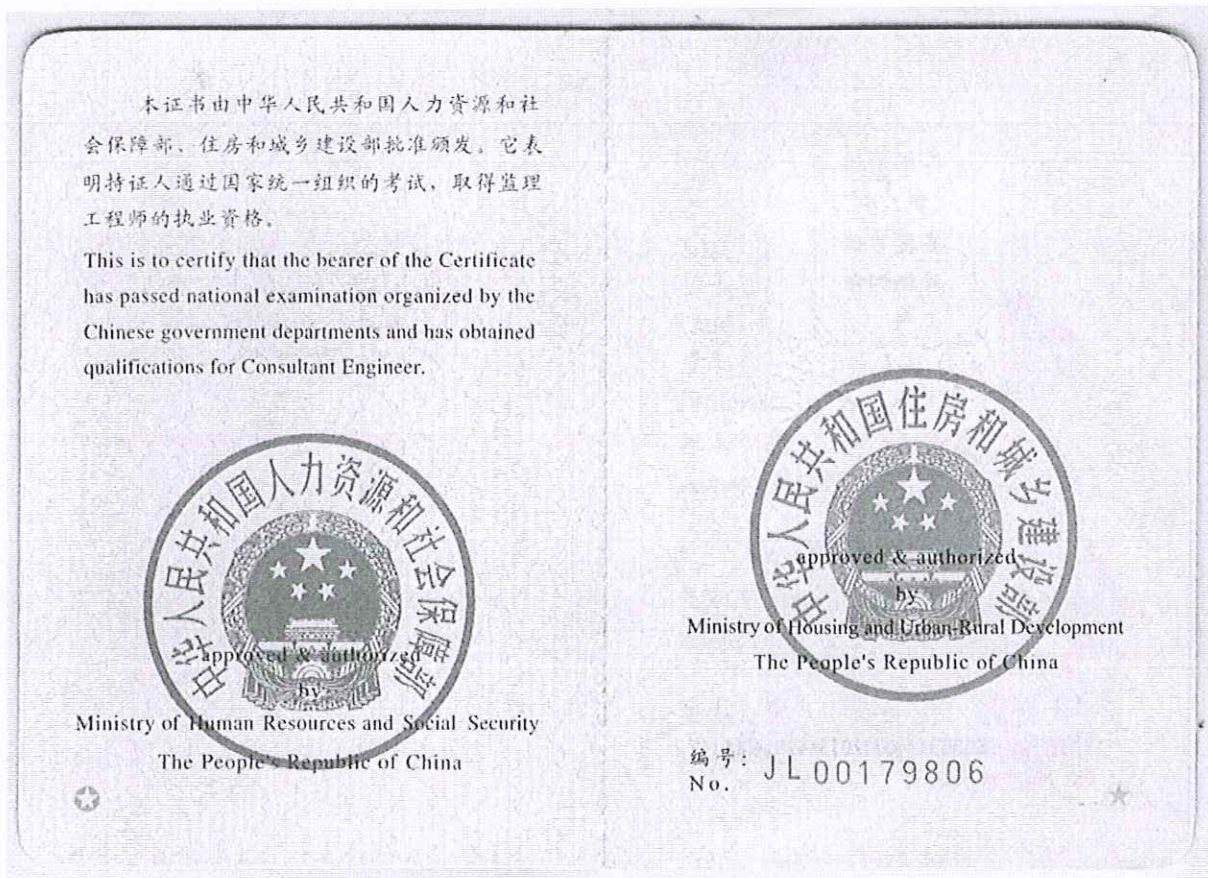 本证书由中华人民共和国人力资源和社
会保障部、住房和城乡建设部批准颁发。它表
明持证人通过国家统一组织的考试，取得监理
工程师的执业资格。
This is to certify that the bearer of the Certificate
has passed national examination organized by the
Chinese government departments and has obtained
qualifications for Consultant Engineer.
中华人民共和国人力资源和社会保障部
approved & authorized
by
Ministry of Human Resources and Social Security
The People's Republic of China
中华人民共和国住房和城乡建设部
approved & authorized
by
Ministry of Housing and Urban-Rural Development
The People's Republic of China
编号: JL00179806
No.